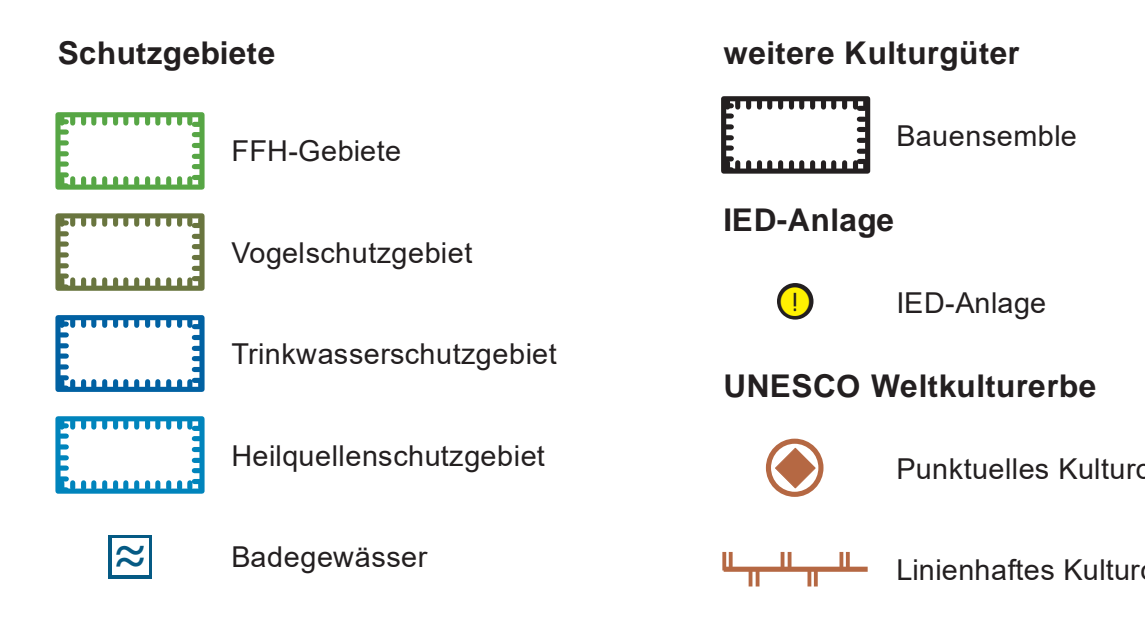 Schutzgebiete
FFH-Gebiete
Vogelschutzgebiet
Trinkwasserschutzgebiet
Heilquellenschutzgebiet
Badegewässer
weitere Kulturgüter
Bauensemble
IED-Anlage
!
IED-Anlage
UNESCO Weltkulturerbe
Punktuelles
Linienhaftes